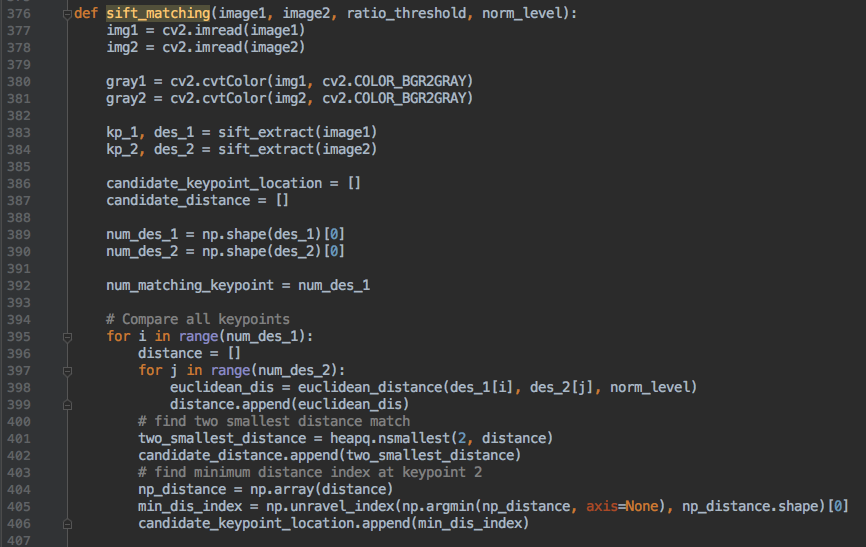 376 def sift_matching(image1, image2, ratio_threshold, norm_level):
377     img1 = cv2.imread(image1)
378     img2 = cv2.imread(image2)
379
380     gray1 = cv2.cvtColor(img1, cv2.COLOR_BGR2GRAY)
381     gray2 = cv2.cvtColor(img2, cv2.COLOR_BGR2GRAY)
382
383     kp_1, des_1 = sift_extract(image1)
384     kp_2, des_2 = sift_extract(image2)
385
386     candidate_keypoint_location = []
387     candidate_distance = []
388
389     num_des_1 = np.shape(des_1)[0]
390     num_des_2 = np.shape(des_2)[0]
391
392     num_matching_keypoint = num_des_1
393
394     # Compare all keypoints
395     for i in range(num_des_1):
396         distance = []
397         for j in range(num_des_2):
398             euclidean_dis = euclidean_distance(des_1[i], des_2[j], norm_level)
399             distance.append(euclidean_dis)
400         # find two smallest distance match
401         two_smallest_distance = heapq.nsmallest(2, distance)
402         candidate_distance.append(two_smallest_distance)
403         # find minimum distance index at keypoint 2
404         np_distance = np.array(distance)
405         min_dis_index = np.unravel_index(np.argmin(np_distance, axis=None), np_distance.shape)[0]
406         candidate_keypoint_location.append(min_dis_index)
407